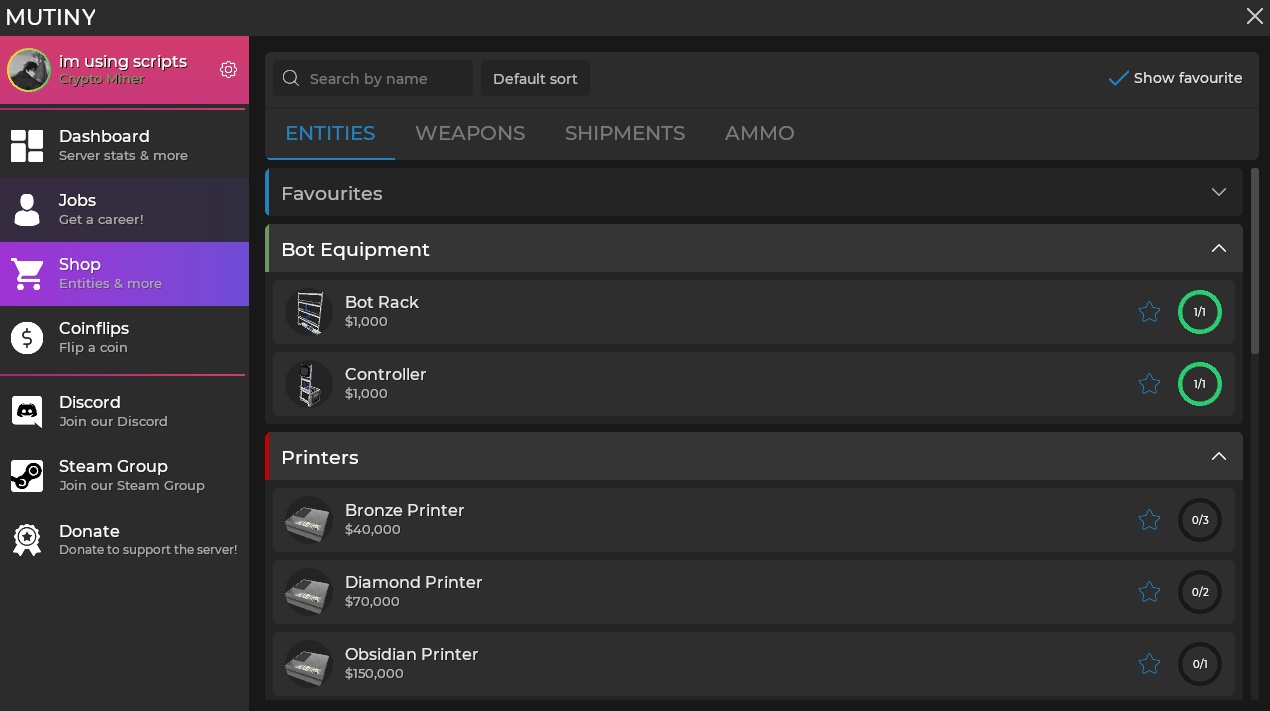 MUTINY
im using scripts
Crypto Miner
Dashboard
Server stats & more
Jobs
Get a career!
Shop
Entities & more
Coinflips
Flip a coin
Discord
Join our Discord
Steam Group
Join our Steam Group
Donate
Donate to support the server!
Search by name
Default sort
Show favourite
ENTITIES
WEAPONS
SHIPMENTS
AMMO
Favourites
Bot Equipment
Bot Rack
$1,000
1/1
Controller
$1,000
1/1
Printers
Bronze Printer
$40,000
0/3
Diamond Printer
$70,000
0/2
Obsidian Printer
$150,000
0/1